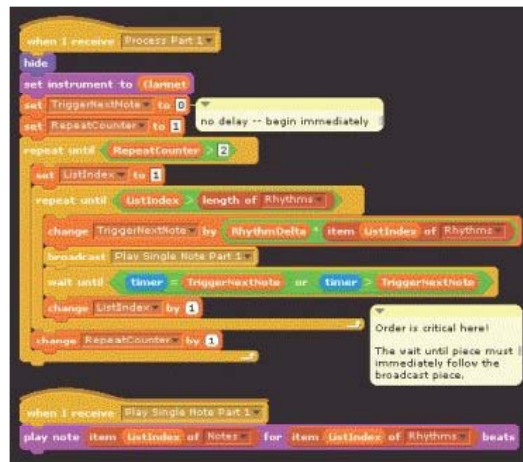 when I receive Process Part 1
hide
set instrument to Clarinet
set TriggerNextNote to 0
no delay -- begin immediately
set RepeatCounter to 1
repeat until RepeatCounter > 2
set ListIndex to 1
repeat until ListIndex > length of Rhythms
change TriggerNextNote by RhythmDelta * item ListIndex of Rhythms
broadcast Play Single Note Part 1
wait until timer = TriggerNextNote or timer > TriggerNextNote
change ListIndex by 1
change RepeatCounter by 1
Order is critical here!
The wait until piece must
immediately follow the
broadcast piece.
when I receive Play Single Note Part 1
play note item ListIndex of Notes for item ListIndex of Rhythms beats